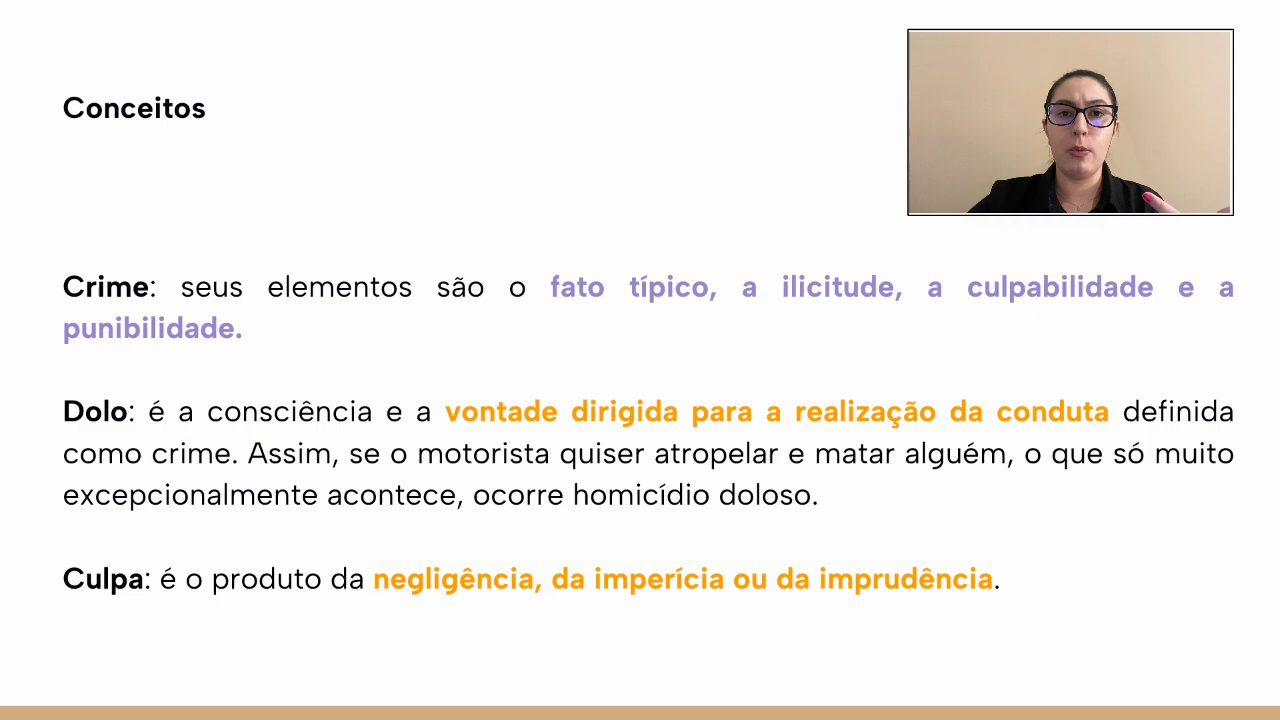 Conceitos
Crime: seus elementos são o fato típico, a ilicitude, a culpabilidade e a
punibilidade.
Dolo: é a consciência e a vontade dirigida para a realização da conduta definida
como crime. Assim, se o motorista quiser atropelar e matar alguém, o que só muito
excepcionalmente acontece, ocorre homicídio doloso.
Culpa: é o produto da negligência, da imperícia ou da imprudência.